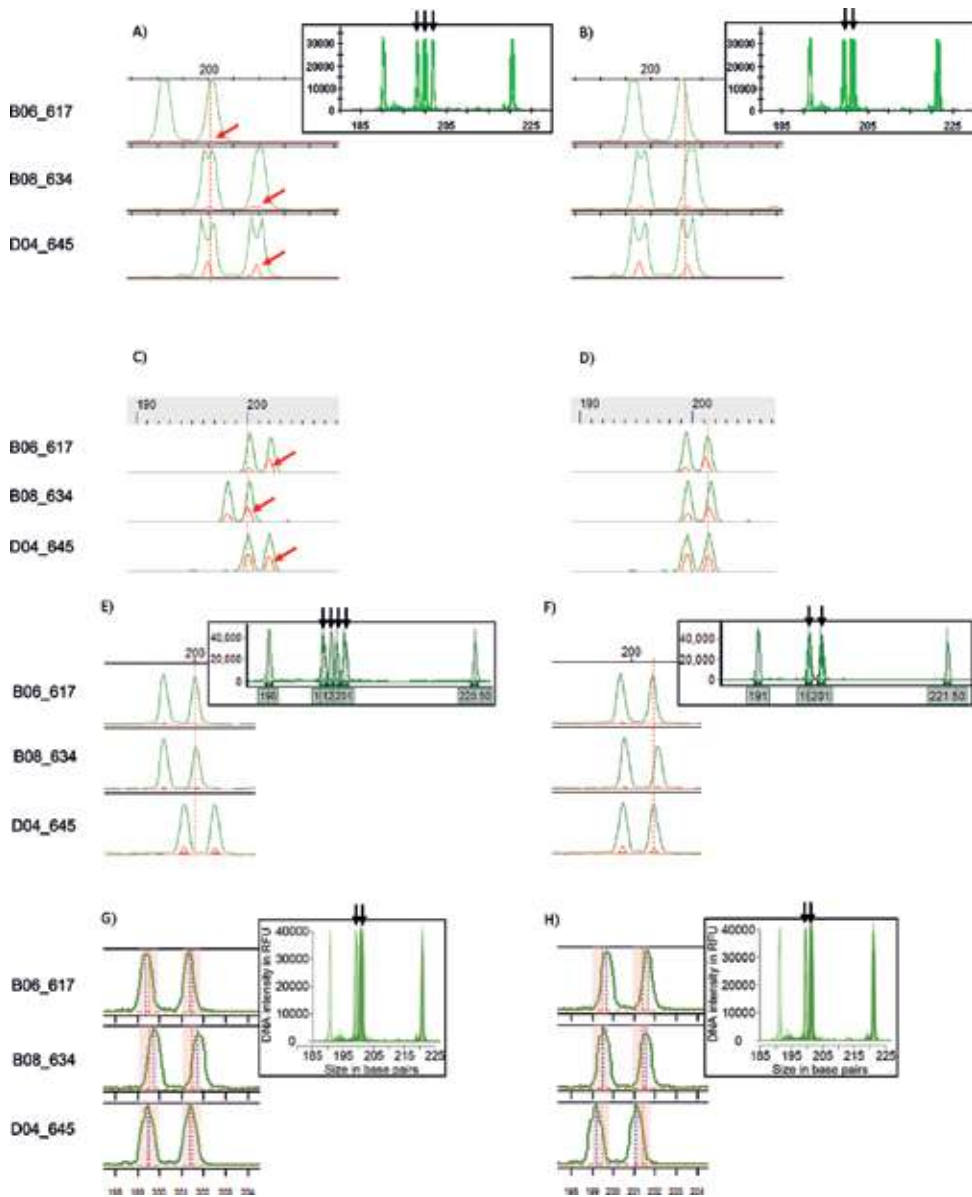 A)
200
30000
20000
10000
0
185 205 225
B)
200
30000
20000
10000
0
185 205 225
B06_617
B08_634
D04_645
C)
190 200
D)
190 200
B06_617
B08_634
D04_645
E)
200
40,000
20,000
0
190
220.50
F)
200
40,000
20,000
0
191
221.50
B06_617
B08_634
D04_645
G)
DNA intensity in RFU
40000
30000
20000
10000
0
185 195 205 215 225
Size in base pairs
H)
DNA intensity in RFU
40000
30000
20000
10000
0
185 195 205 215 225
Size in base pairs
B06_617
B08_634
D04_645